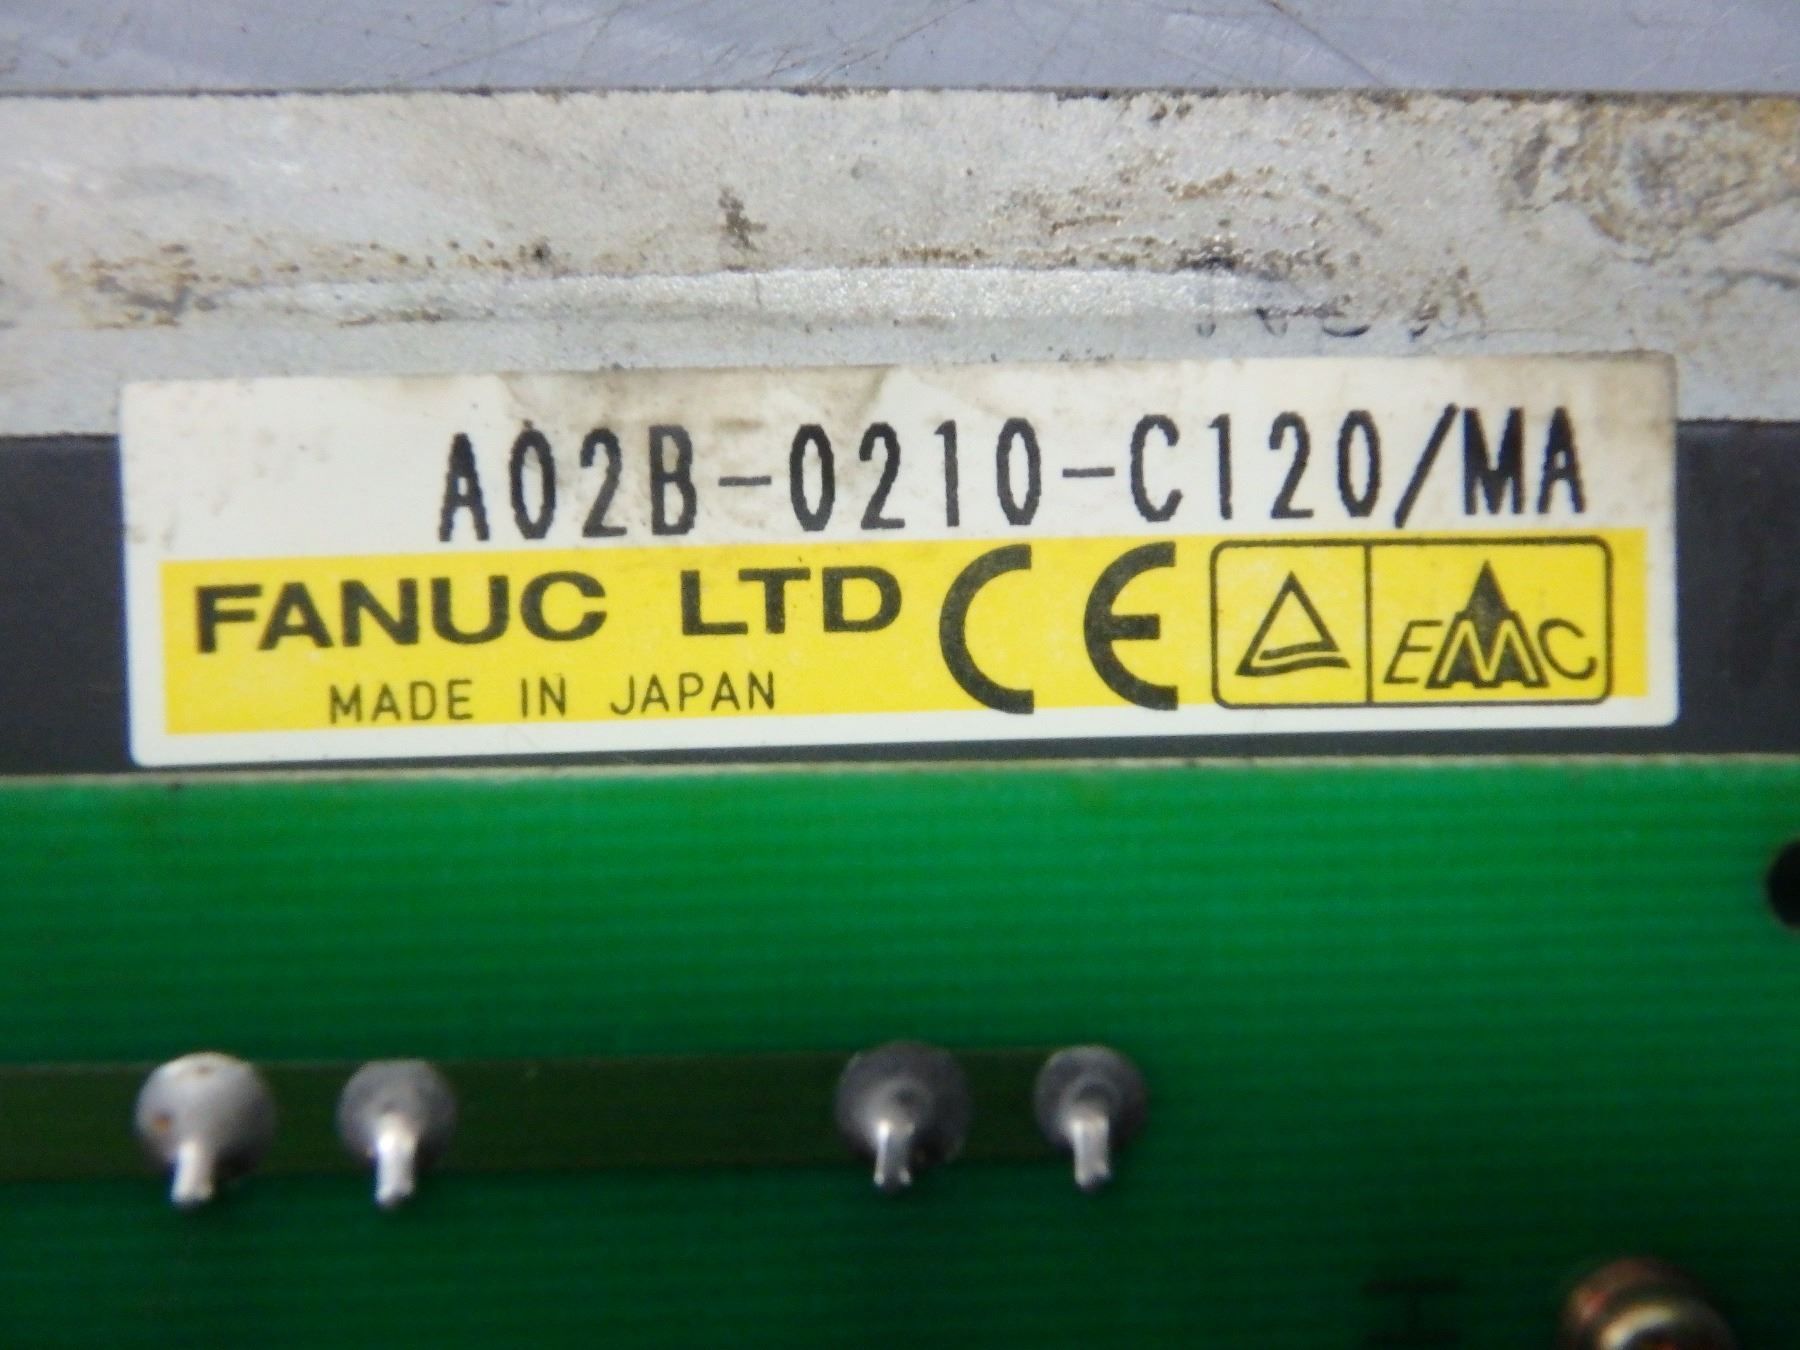 A02B-0210-C120/MA
FANUC LTD CE EMC
MADE IN JAPAN